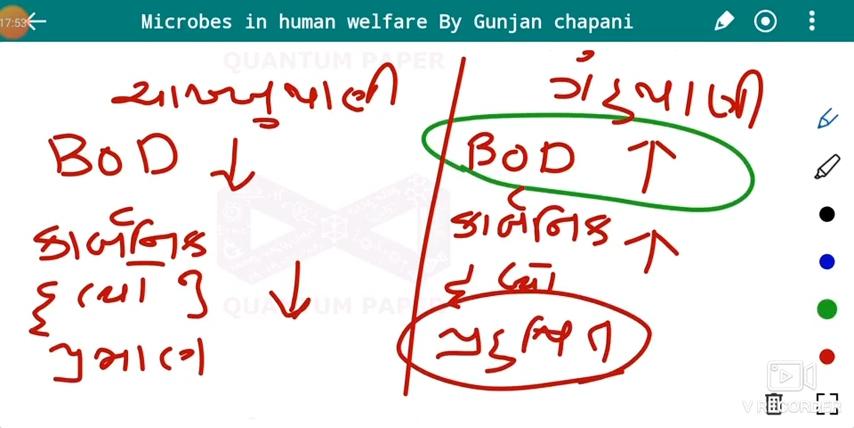 17:53
Microbes in human welfare By Gunjan chapani
QUANTUM PAPER
ચોખ્ખુ પાણી
BOD ↓
કાર્બનિક
દ્રવ્યો ↓
પ્રમાણ
ગંદુ પાણી
BOD ↑
કાર્બનિક ↑
દ્રવ્યો
પ્રદુષિત
QUANTUM PAPER
V RECORDER